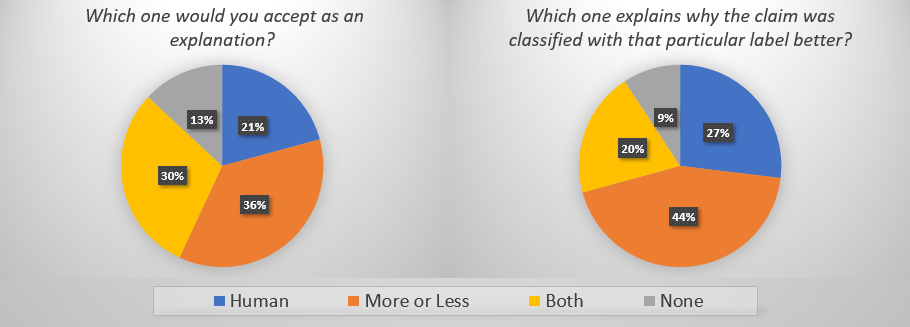 Which one would you accept as an
explanation?
13%
21%
30%
36%
Which one explains why the claim was
classified with that particular label better?
9%
27%
20%
44%
Human
More or Less
Both
None